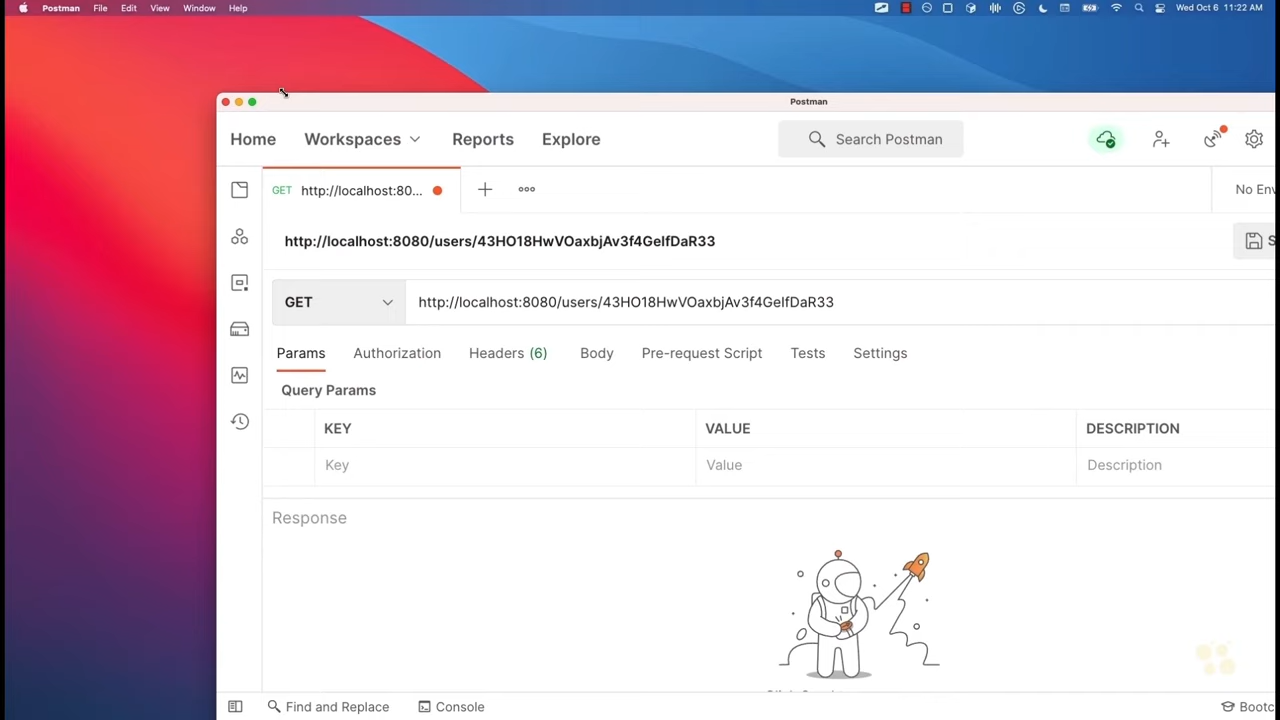 Postman File Edit View Window Help Wed Oct 6 11:22 AM
Postman
Home Workspaces Reports Explore Search Postman
GET http://localhost:80... No Env
http://localhost:8080/users/43HO18HwVOaxbjAv3f4GelfDaR33 S
GET http://localhost:8080/users/43HO18HwVOaxbjAv3f4GelfDaR33
Params Authorization Headers (6) Body Pre-request Script Tests Settings
Query Params
KEY VALUE DESCRIPTION
Key Value Description
Response
Find and Replace Console Bootc